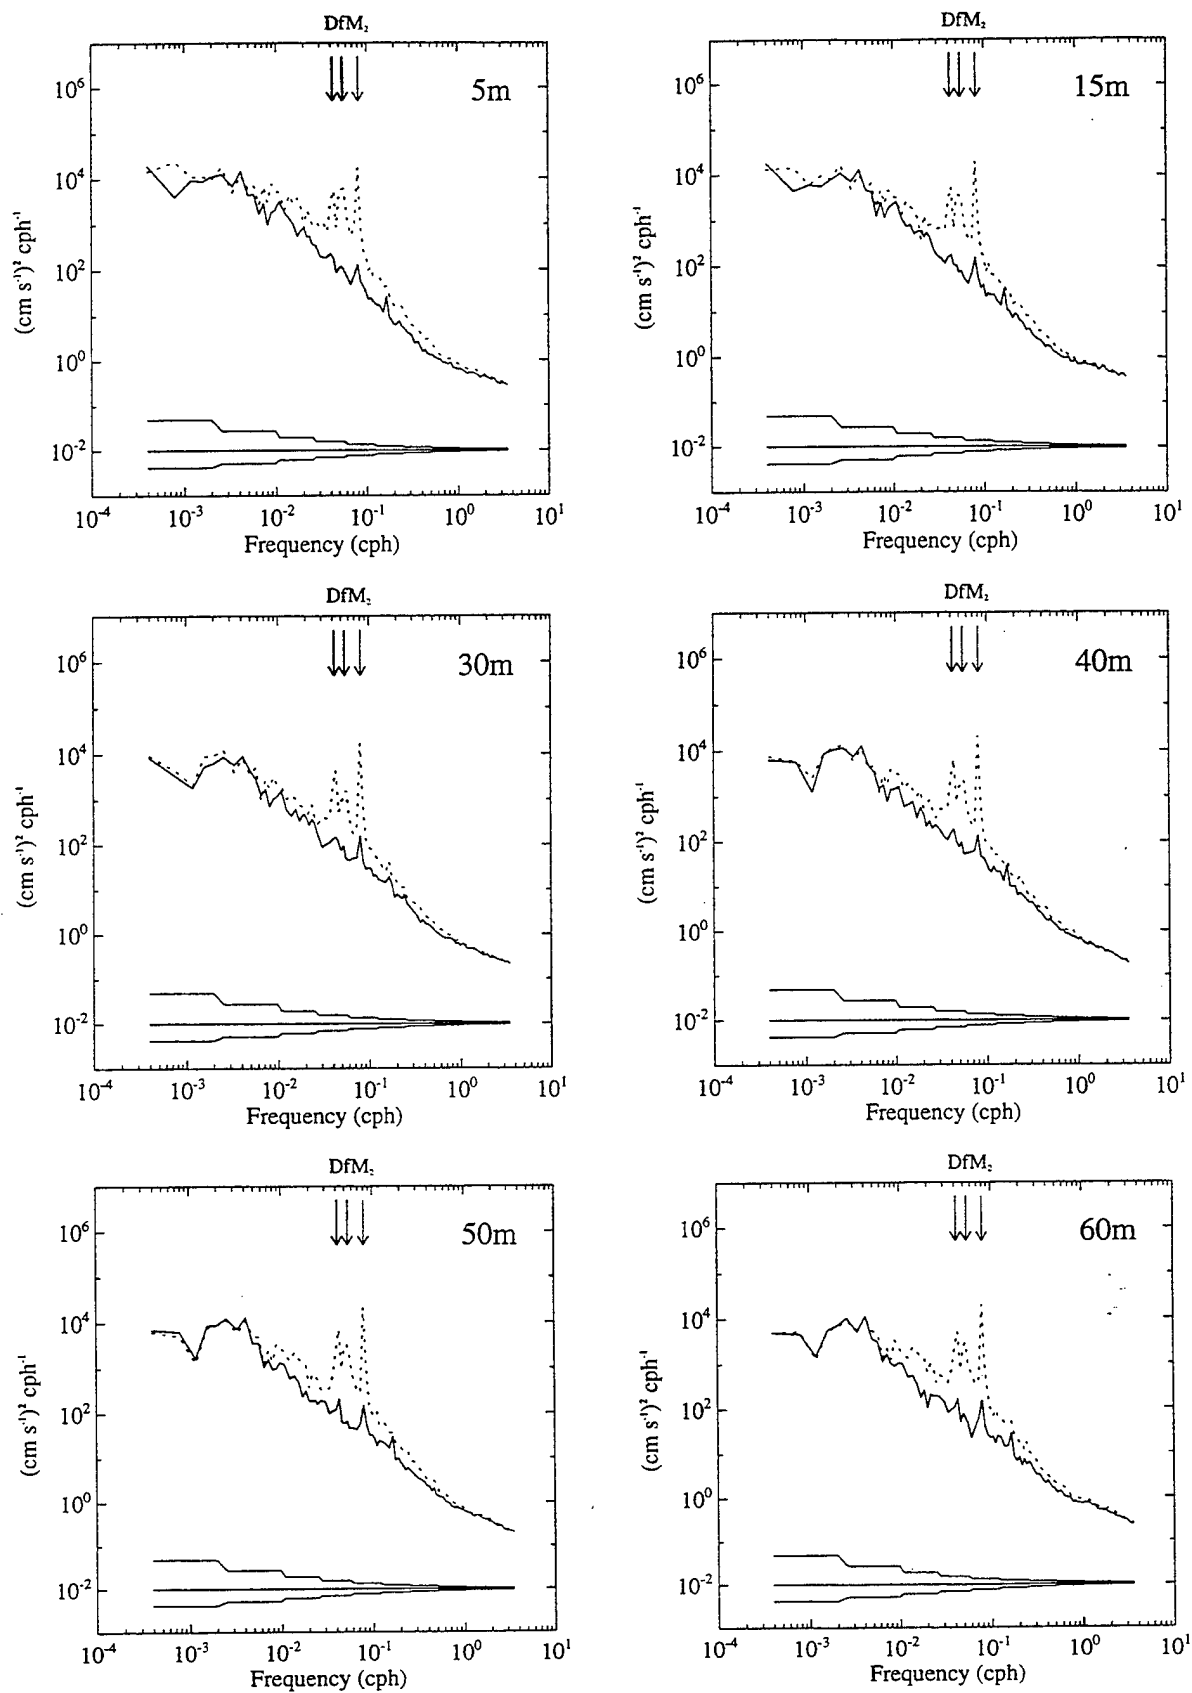 DfM₂
5m
(cm s⁻¹)² cph⁻¹
10⁶
10⁴
10²
10⁰
10⁻²
10⁻⁴ 10⁻³ 10⁻² 10⁻¹ 10⁰ 10¹
Frequency (cph)
DfM₂
15m
(cm s⁻¹)² cph⁻¹
10⁶
10⁴
10²
10⁰
10⁻²
10⁻⁴ 10⁻³ 10⁻² 10⁻¹ 10⁰ 10¹
Frequency (cph)
DfM₂
30m
(cm s⁻¹)² cph⁻¹
10⁶
10⁴
10²
10⁰
10⁻²
10⁻⁴ 10⁻³ 10⁻² 10⁻¹ 10⁰ 10¹
Frequency (cph)
DfM₂
40m
(cm s⁻¹)² cph⁻¹
10⁶
10⁴
10²
10⁰
10⁻²
10⁻⁴ 10⁻³ 10⁻² 10⁻¹ 10⁰ 10¹
Frequency (cph)
DfM₂
50m
(cm s⁻¹)² cph⁻¹
10⁶
10⁴
10²
10⁰
10⁻²
10⁻⁴ 10⁻³ 10⁻² 10⁻¹ 10⁰ 10¹
Frequency (cph)
DfM₂
60m
(cm s⁻¹)² cph⁻¹
10⁶
10⁴
10²
10⁰
10⁻²
10⁻⁴ 10⁻³ 10⁻² 10⁻¹ 10⁰ 10¹
Frequency (cph)